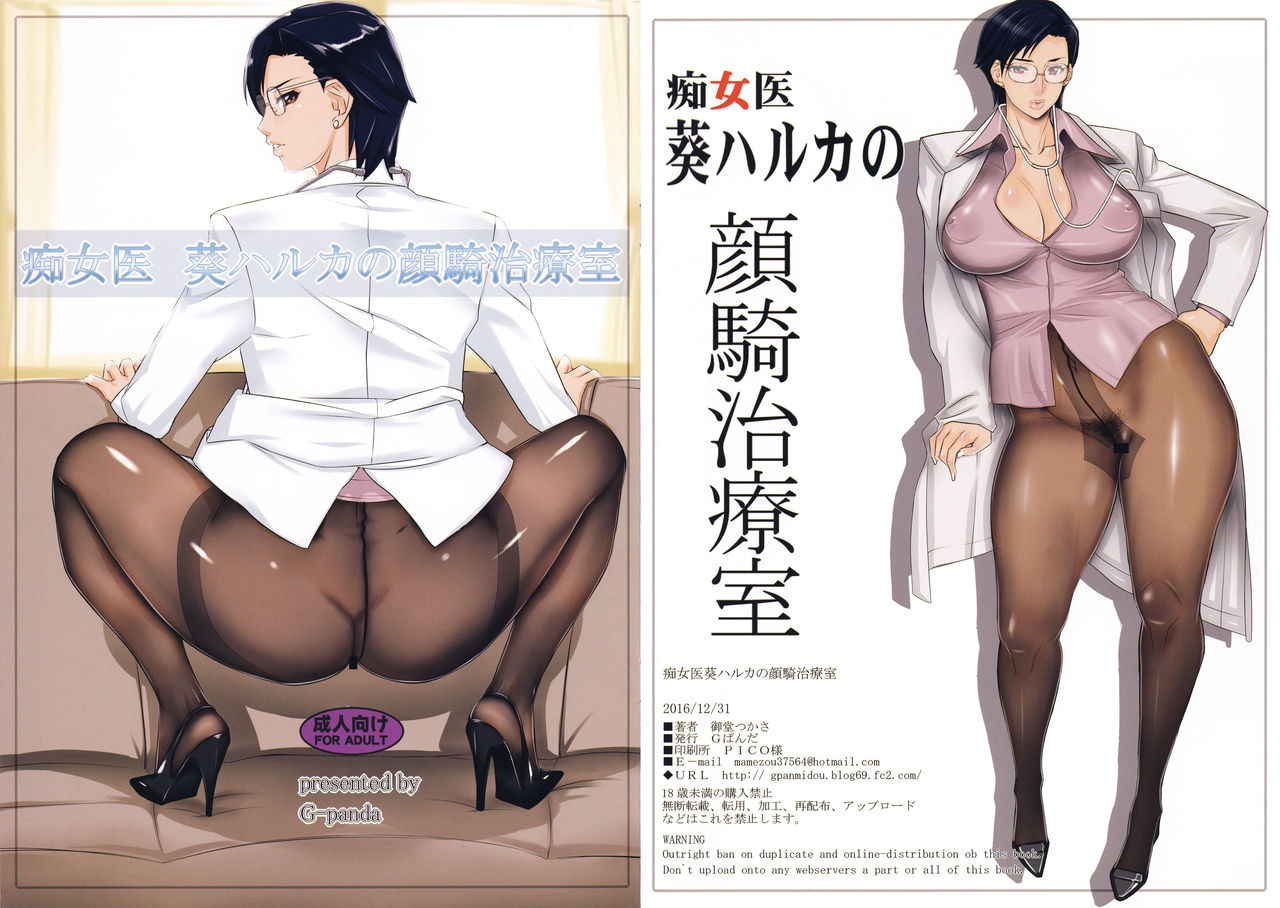 痴女医 葵ハルカの顔騎治療室
成人向け
FOR ADULT
presented by
G-panda
痴女医
葵ハルカの
顔騎治療室
痴女医葵ハルカの顔騎治療室
2016/12/31
■著者 御堂つかさ
■発行 Gぱんだ
■印刷所 PICO様
■E－mail mamezou37564@hotmail.com
◆URL http:// gpanmidou.blog69.fc2.com/
18歳未満の購入禁止
無断転載、転用、加工、再配布、アップロード
などはこれを禁止します。
WARNING
Outright ban on duplicate and online-distribution ob this book.
Don't upload onto any webservers a part or all of this book.